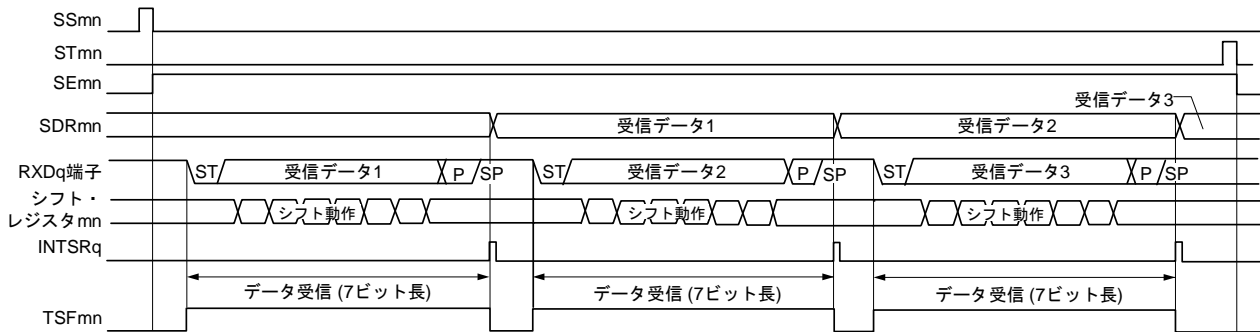 SSmn
STmn
SEmn
受信データ3
SDRmn
受信データ1
受信データ2
RXDq端子
ST
受信データ1
P
SP
ST
受信データ2
P
SP
ST
受信データ3
P
SP
シフト・
レジスタmn
シフト動作
シフト動作
シフト動作
INTSRq
データ受信 (7ビット長)
データ受信 (7ビット長)
データ受信 (7ビット長)
TSFmn